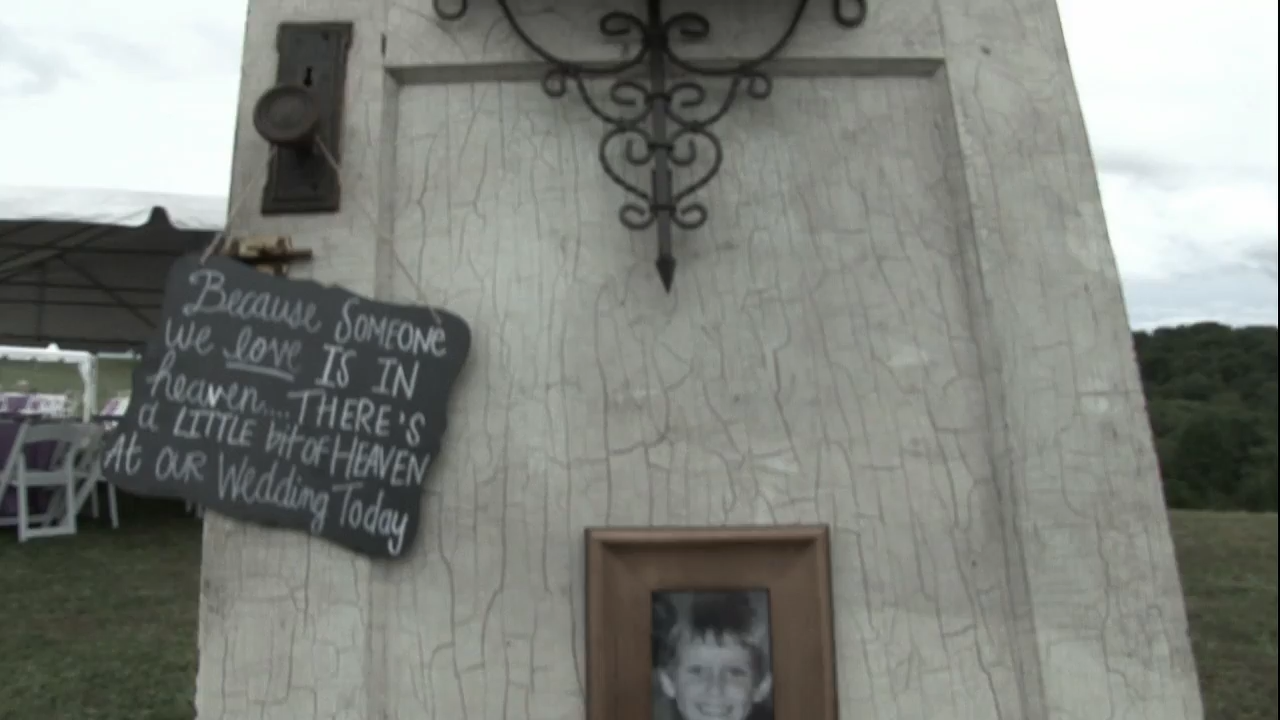 Because SOMEONE
we love IS IN
heaven.... THERE'S
a LITTLE bit of HEAVEN
At OUR Wedding Today